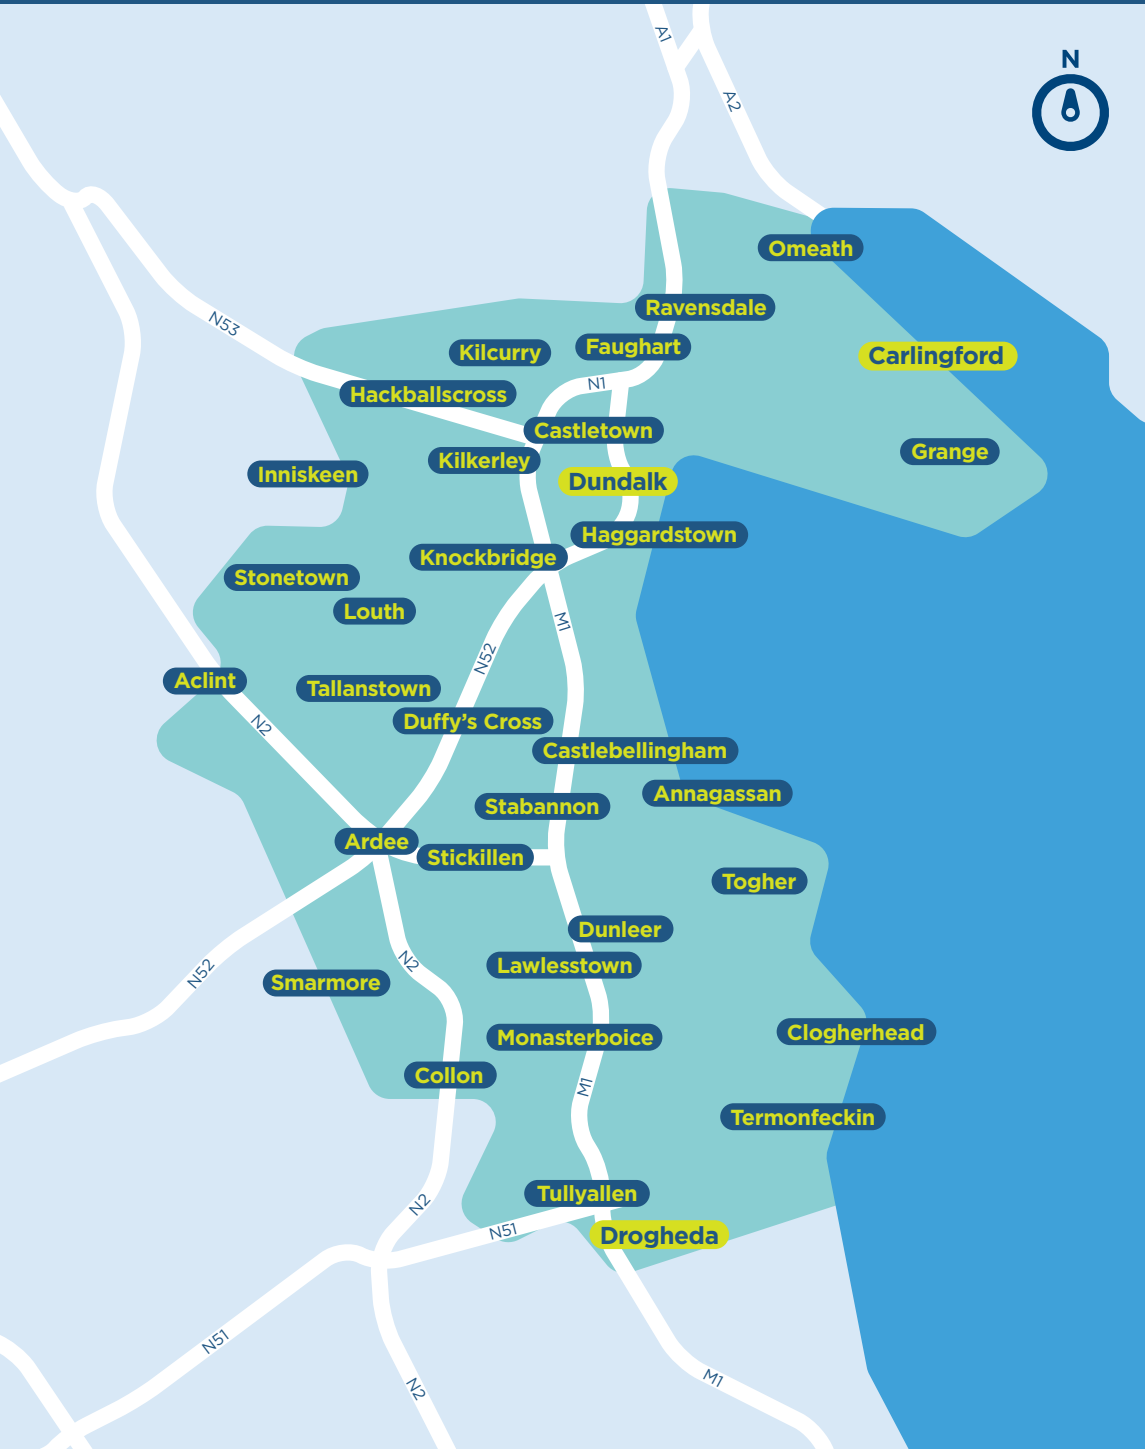 A1
N
A2
Omeath
Ravensdale
N53
Faughart
Kilcurry
Carlingford
N1
Hackballscross
Castletown
Grange
Kilkerley
Inniskeen
Dundalk
Haggardstown
Knockbridge
Stonetown
Louth
M1
N52
Aclint
Tallanstown
Duffy’s Cross
N2
Castlebellingham
Annagassan
Stabannon
Ardee
Stickillen
Togher
Dunleer
N2
Lawlesstown
N52
Smarmore
Clogherhead
Monasterboice
Collon
M1
Termonfeckin
Tullyallen
N2
N51
Drogheda
N51
M1
N2